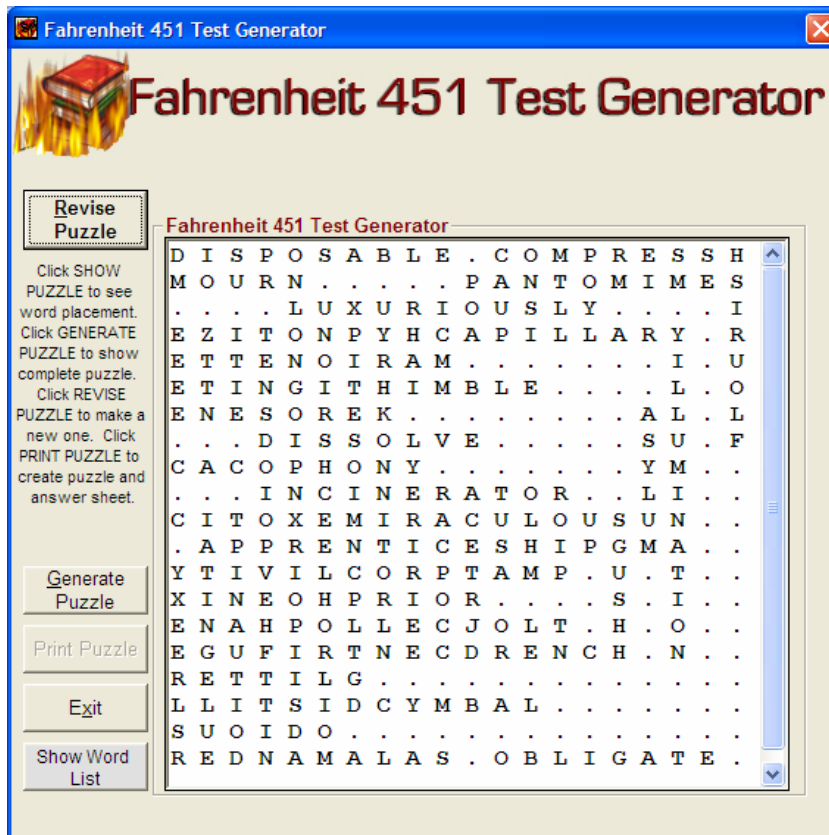 Fahrenheit 451 Test Generator
Fahrenheit 451 Test Generator
Revise
Puzzle
Click SHOW
PUZZLE to see
word placement.
Click GENERATE
PUZZLE to show
complete puzzle.
Click REVISE
PUZZLE to make a
new one. Click
PRINT PUZZLE to
create puzzle and
answer sheet.
Generate
Puzzle
Print Puzzle
Exit
Show Word
List
Fahrenheit 451 Test Generator
D I S P O S A B L E . C O M P R E S S H
M O U R N . . . . . P A N T O M I M E S
. . . . L U X U R I O U S L Y . . . . I
E Z I T O N P Y H C A P I L L A R Y . R
E T T E N O I R A M . . . . . . . I . U
E T I N G I T H I M B L E . . . . L . O
E N E S O R E K . . . . . . . . A L . L
. . . D I S S O L V E . . . . . S U . F
C A C O P H O N Y . . . . . . . Y M . .
. . . I N C I N E R A T O R . . L I . .
C I T O X E M I R A C U L O U S U N . .
. A P P R E N T I C E S H I P G M A . .
Y T I V I L C O R P T A M P . U . T . .
X I N E O H P R I O R . . . . S . I . .
E N A H P O L L E C J O L T . H . O . .
E G U F I R T N E C D R E N C H . N . .
R E T T I L G . . . . . . . . . . . . .
L L I T S I D C Y M B A L . . . . . . .
S U O I D O . . . . . . . . . . . . . .
R E D N A M A L A S . O B L I G A T E .